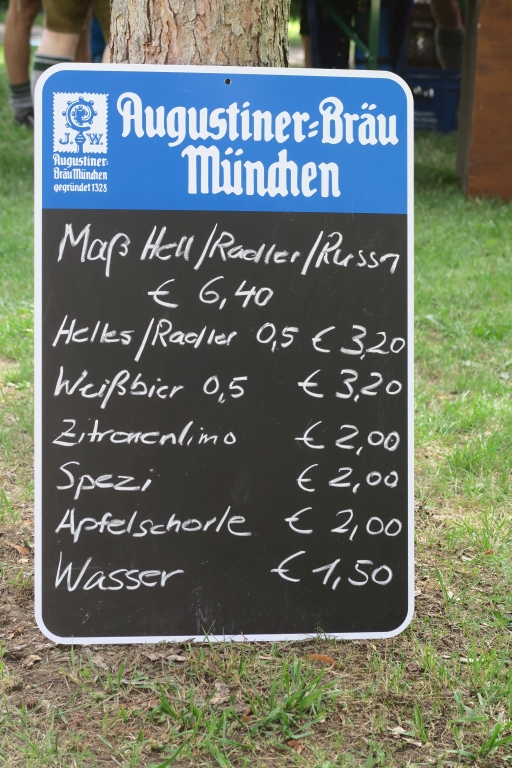 J. W.
Augustiner-
Bräu München
gegründet 1328
Augustiner-Bräu
München
Maß Hell/Radler/Russn
€ 6,40
Helles/Radler 0,5 € 3,20
Weißbier 0,5 € 3,20
Zitronenlimo € 2,00
Spezi € 2,00
Apfelschorle € 2,00
Wasser € 1,50